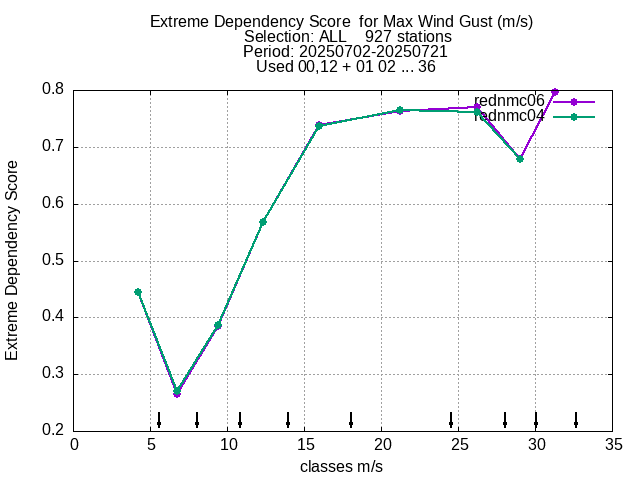 Extreme Dependency Score  for Max Wind Gust (m/s)
Selection: ALL    927 stations
Period: 20250702-20250721
Used 00,12 + 01 02 ... 36
rednmc06
rednmc04
Extreme Dependency Score
0.8
0.7
0.6
0.5
0.4
0.3
0.2
0 5 10 15 20 25 30 35
classes m/s